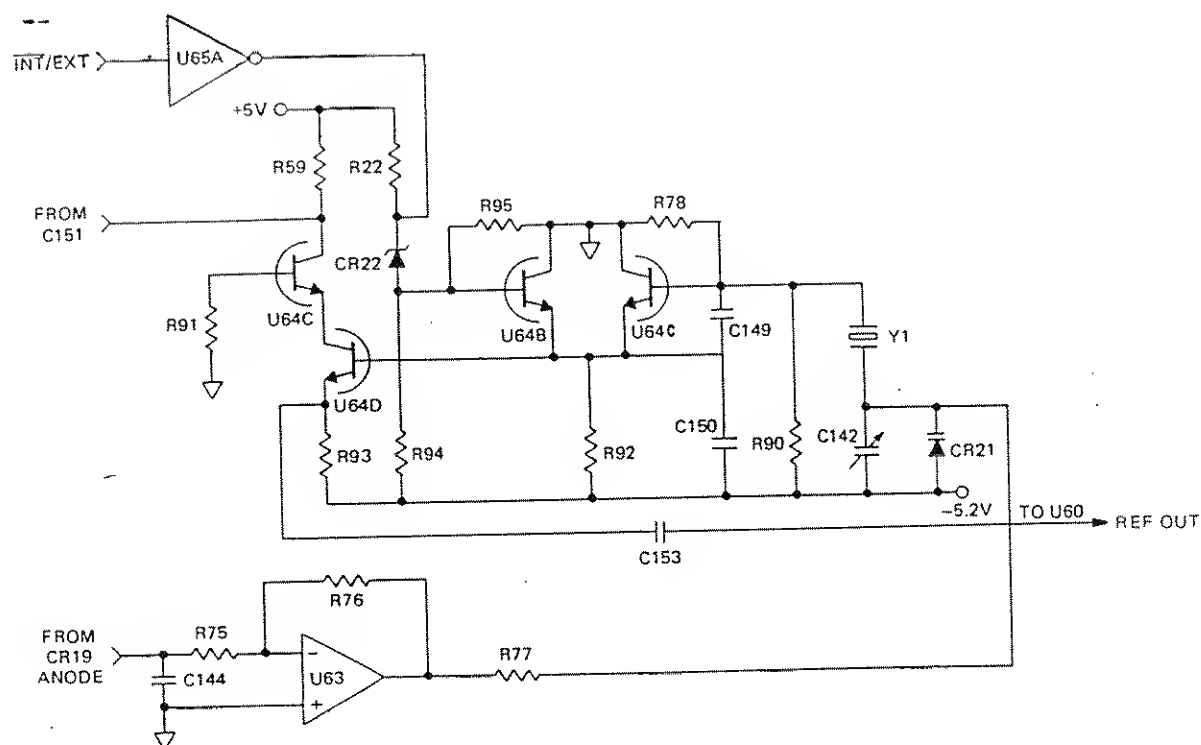 INT/EXT
U65A
+5V
R59
R22
FROM
C151
R95
R78
CR22
R91
U64C
U64B
U64C
C149
Y1
U64D
R93
R94
R92
C150
R90
C142
CR21
-5.2V
TO U60
REF OUT
C153
R76
FROM
CR19
ANODE
R75
C144
-
U63
+
R77